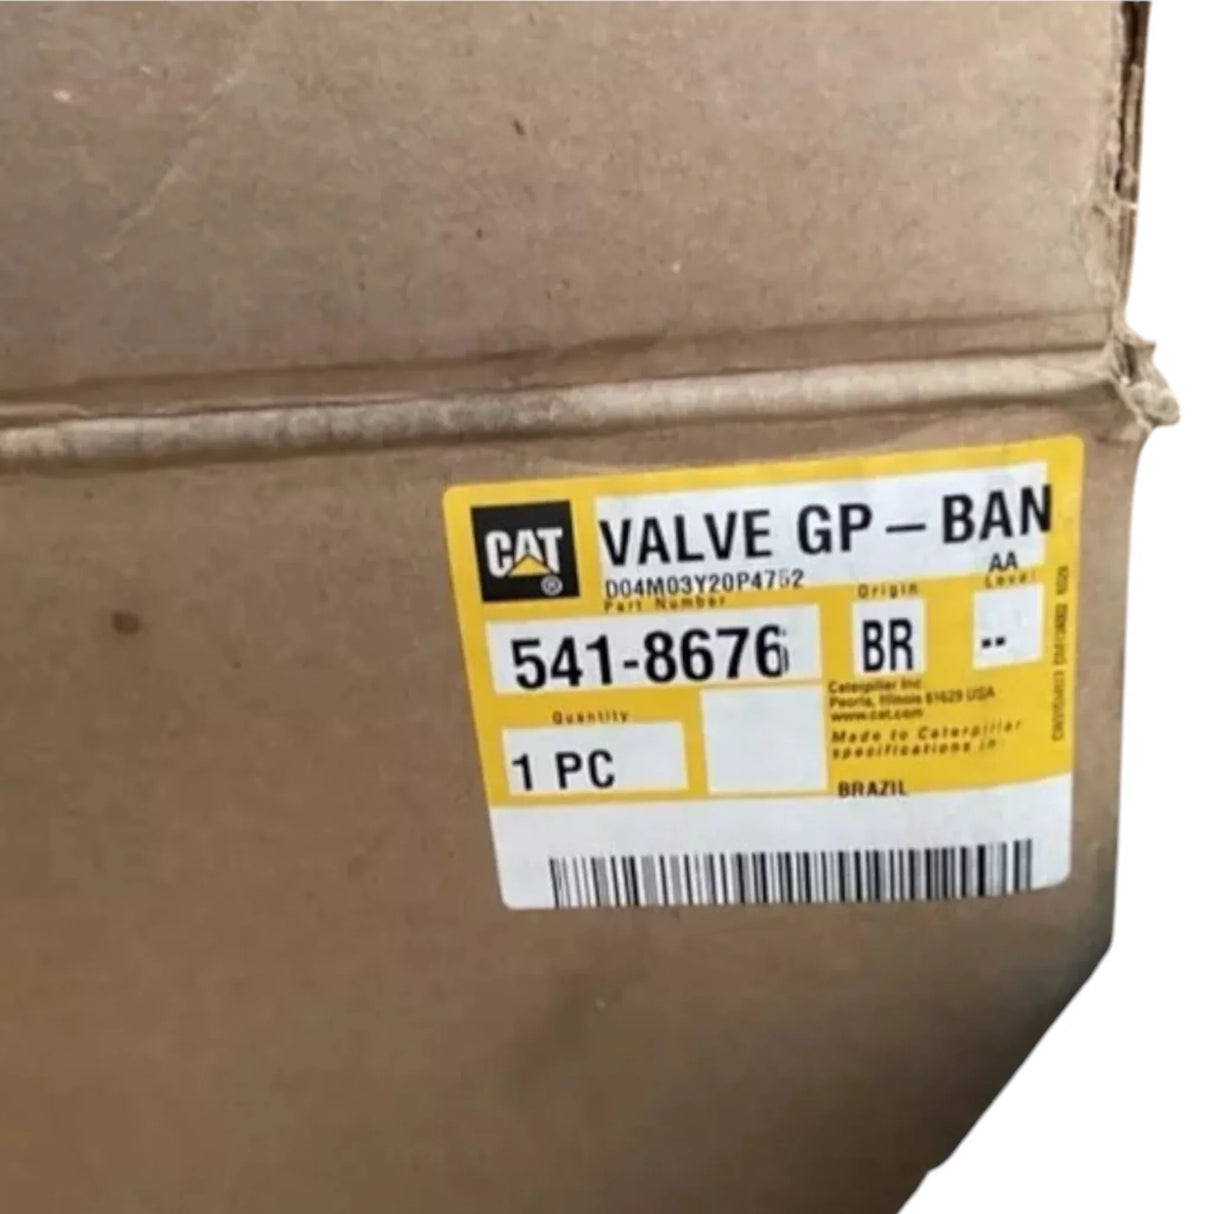 CAT
VALVE GP – BAN
D04M03Y20P4752
AA
Part Number
Origin
Level
541-8676
BR
--
Caterpillar Inc.
Peoria, Illinois 61629 USA
www.cat.com
Made to Caterpillar
specifications in:
Quantity
1 PC
BRAZIL